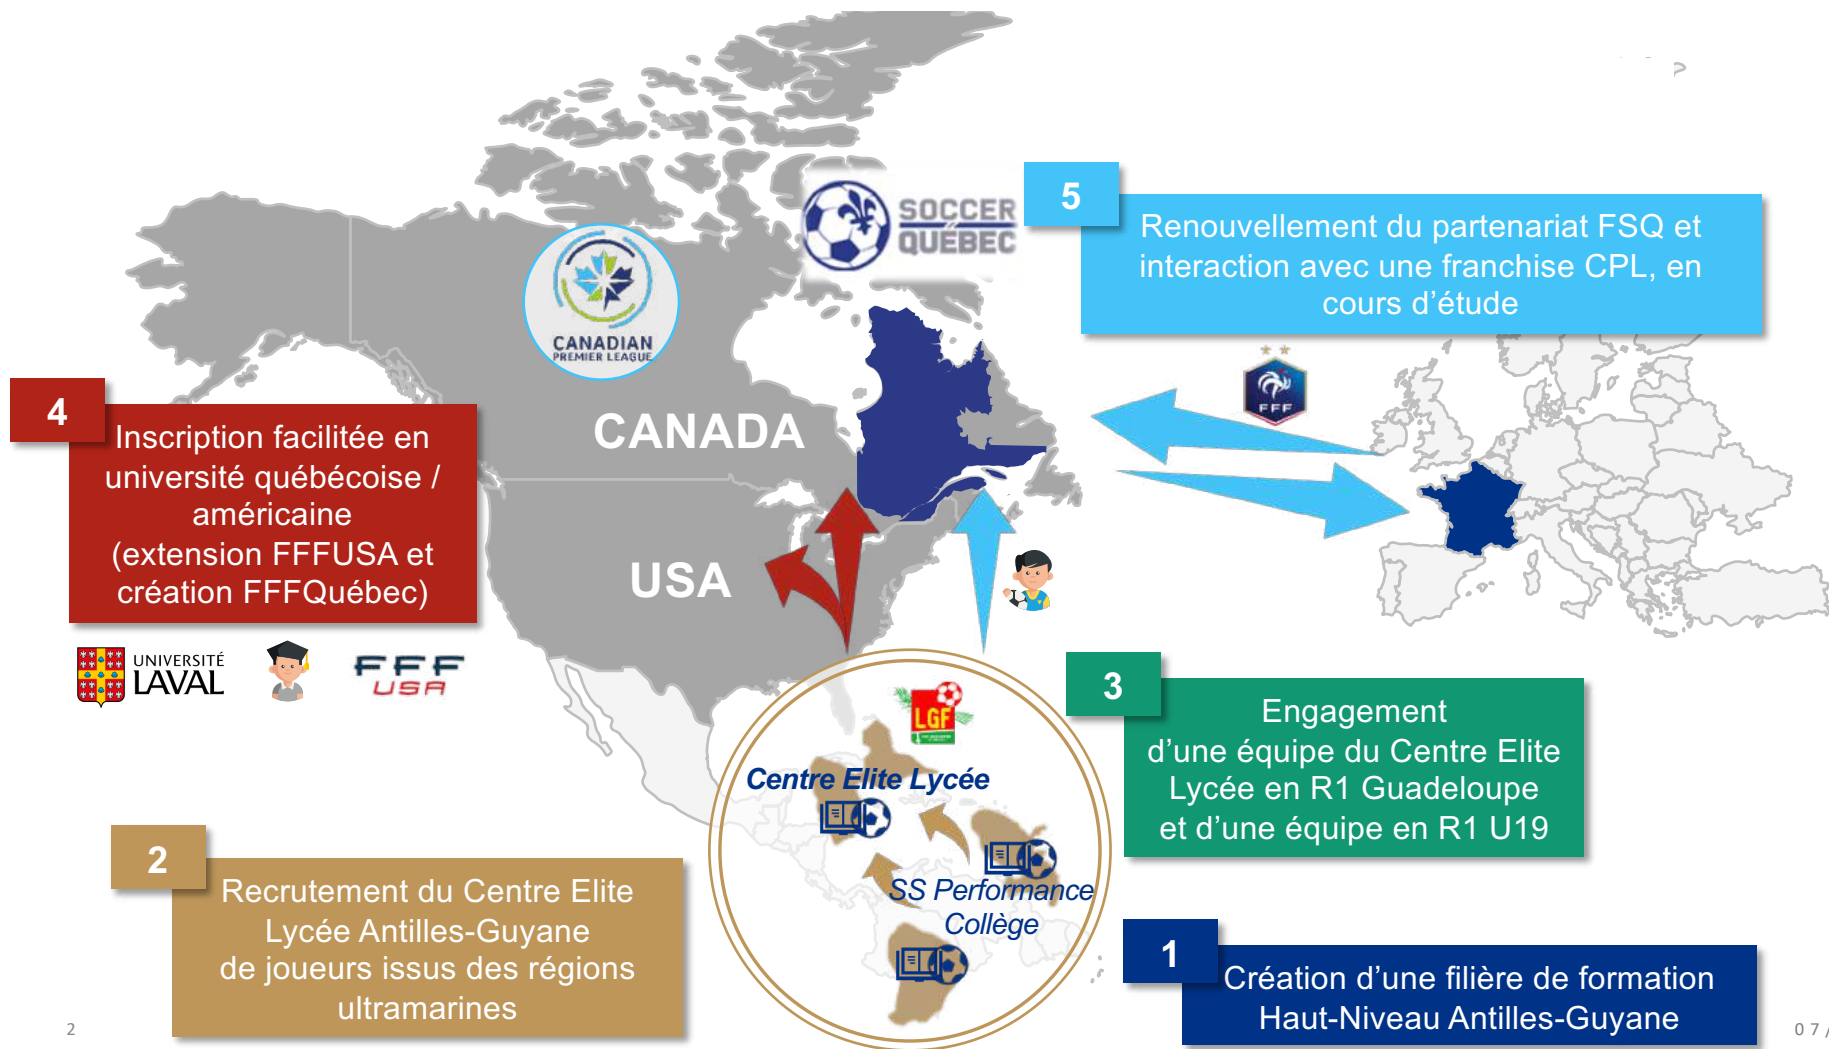 SOCCER
QUÉBEC
5
Renouvellement du partenariat FSQ et
interaction avec une franchise CPL, en
cours d’étude
CANADIAN
PREMIER LEAGUE
FFF
4
Inscription facilitée en
université québécoise /
américaine
(extension FFFUSA et
création FFFQuébec)
CANADA
USA
UNIVERSITÉ
LAVAL
FFF
USA
3
Engagement
d’une équipe du Centre Elite
Lycée en R1 Guadeloupe
et d’une équipe en R1 U19
LGF
Centre Elite Lycée
SS Performance
Collège
2
Recrutement du Centre Elite
Lycée Antilles-Guyane
de joueurs issus des régions
ultramarines
1
Création d’une filière de formation
Haut-Niveau Antilles-Guyane
2
07/